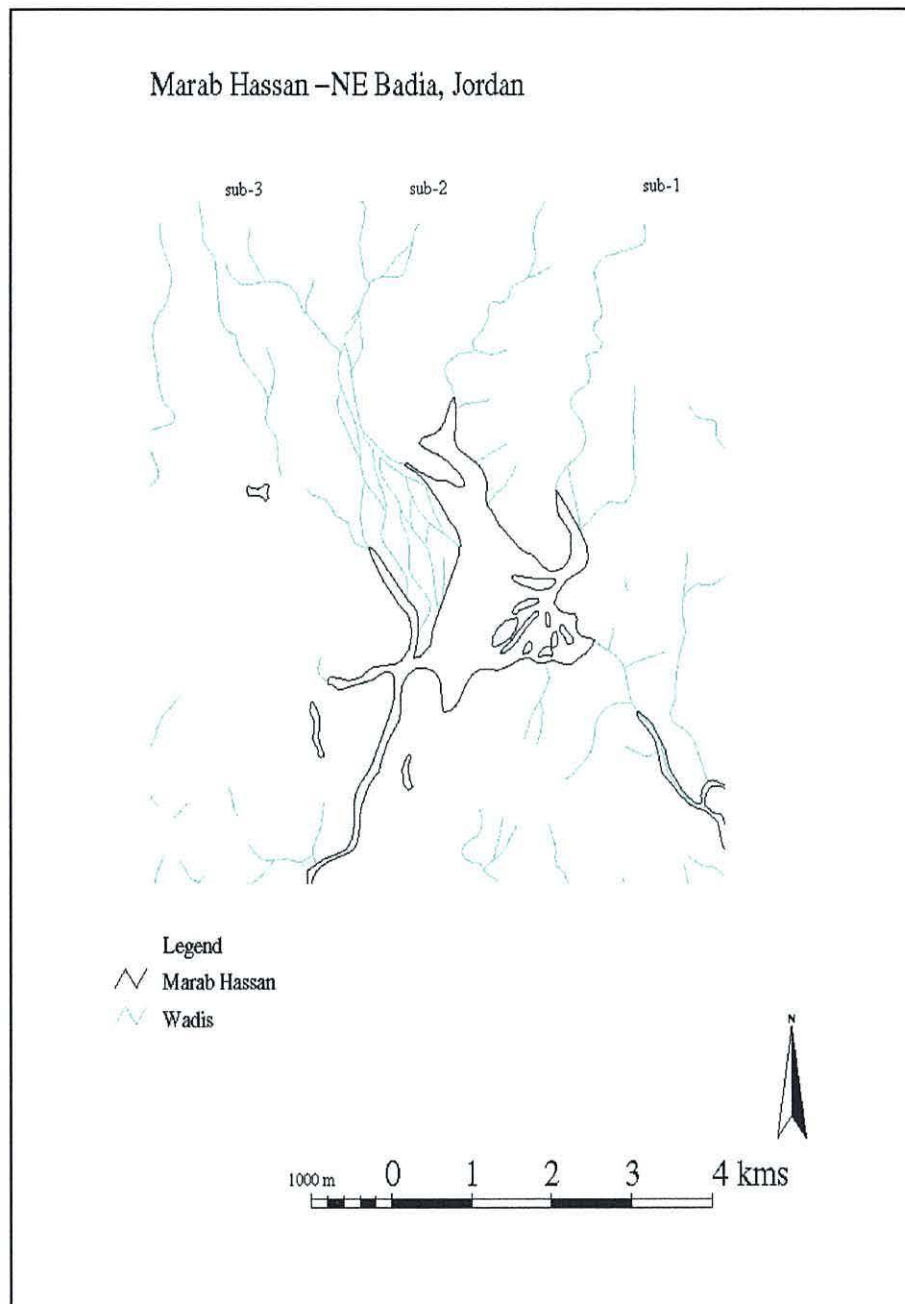 Marab Hassan –NE Badia, Jordan
sub-3 sub-2 sub-1
Legend
Marab Hassan
Wadis
N
1000 m 0 1 2 3 4 kms